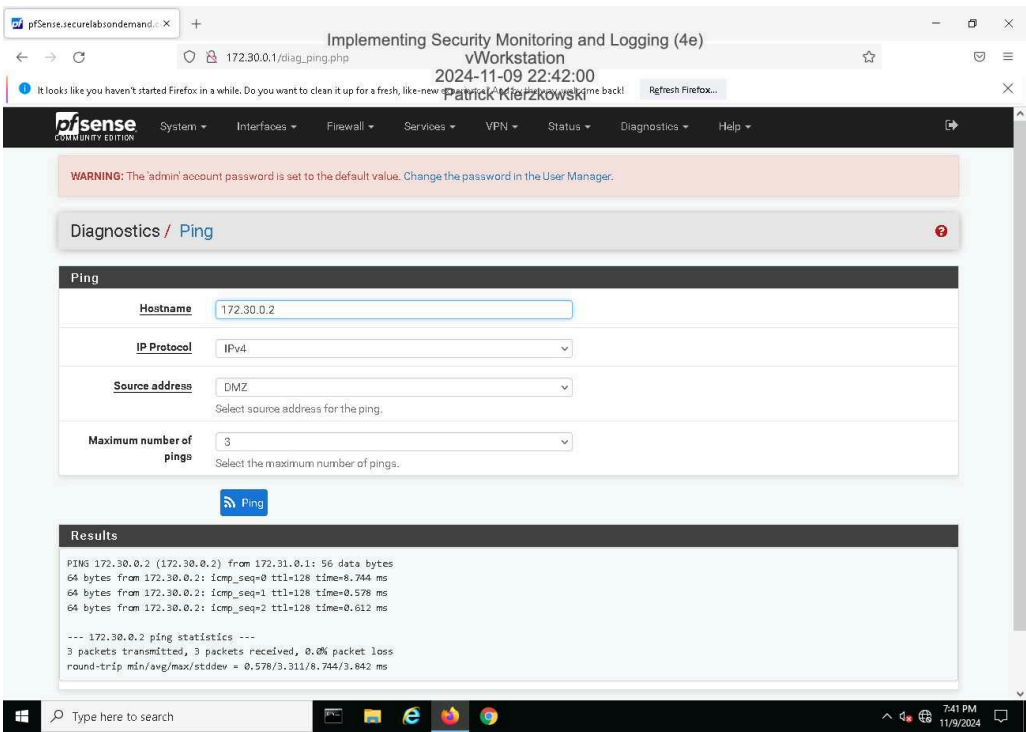 pfSense.securelabsondemand.
Implementing Security Monitoring and Logging (4e)
vWorkstation
2024-11-09 22:42:00
Patrick Kierzkowski
172.30.0.1/diag_ping.php
It looks like you haven't started Firefox in a while. Do you want to clean it up for a fresh, like-new back! Refresh Firefox...
pfsense
COMMUNITY EDITION
System Interfaces Firewall Services VPN Status Diagnostics Help
WARNING: The 'admin' account password is set to the default value. Change the password in the User Manager.
Diagnostics / Ping
Ping
Hostname 172.30.0.2
IP Protocol IPv4
Source address DMZ
Select source address for the ping.
Maximum number of pings 3
Select the maximum number of pings.
Ping
Results
PING 172.30.0.2 (172.30.0.2) from 172.31.0.1: 56 data bytes
64 bytes from 172.30.0.2: icmp_seq=0 ttl=128 time=8.744 ms
64 bytes from 172.30.0.2: icmp_seq=1 ttl=128 time=0.578 ms
64 bytes from 172.30.0.2: icmp_seq=2 ttl=128 time=0.612 ms
--- 172.30.0.2 ping statistics ---
3 packets transmitted, 3 packets received, 0.0% packet loss
round-trip min/avg/max/stddev = 0.578/3.311/8.744/3.842 ms
Type here to search
7:41 PM
11/9/2024